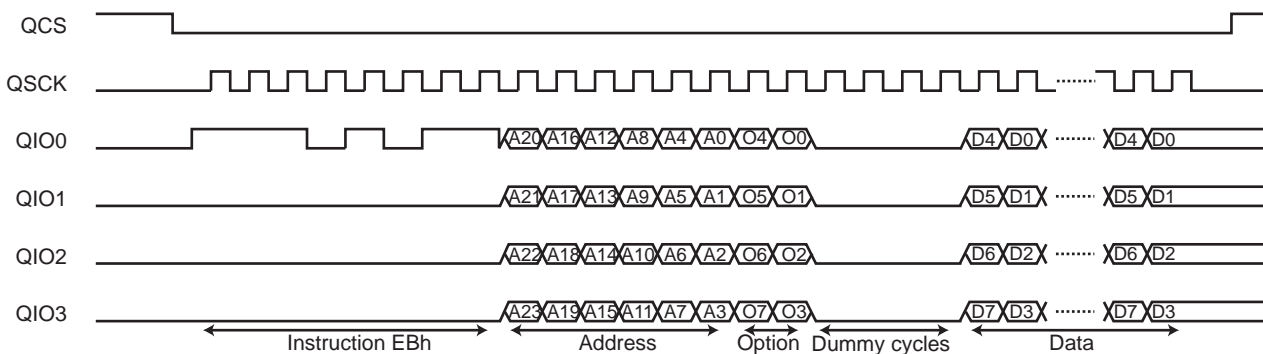 QCS
QSCK
QIO0 A20 A16 A12 A8 A4 A0 O4 O0 D4 D0 D4 D0
QIO1 A21 A17 A13 A9 A5 A1 O5 O1 D5 D1 D5 D1
QIO2 A22 A18 A14 A10 A6 A2 O6 O2 D6 D2 D6 D2
QIO3 A23 A19 A15 A11 A7 A3 O7 O3 D7 D3 D7 D3
Instruction EBh Address Option Dummy cycles Data